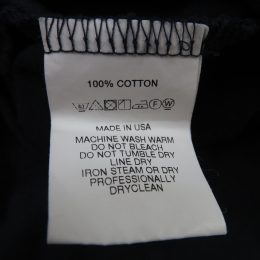 100% COTTON
MADE IN USA
MACHINE WASH WARM
DO NOT BLEACH
DO NOT TUMBLE DRY
LINE DRY
IRON STEAM OR DRY
PROFESSIONALLY
DRYCLEAN